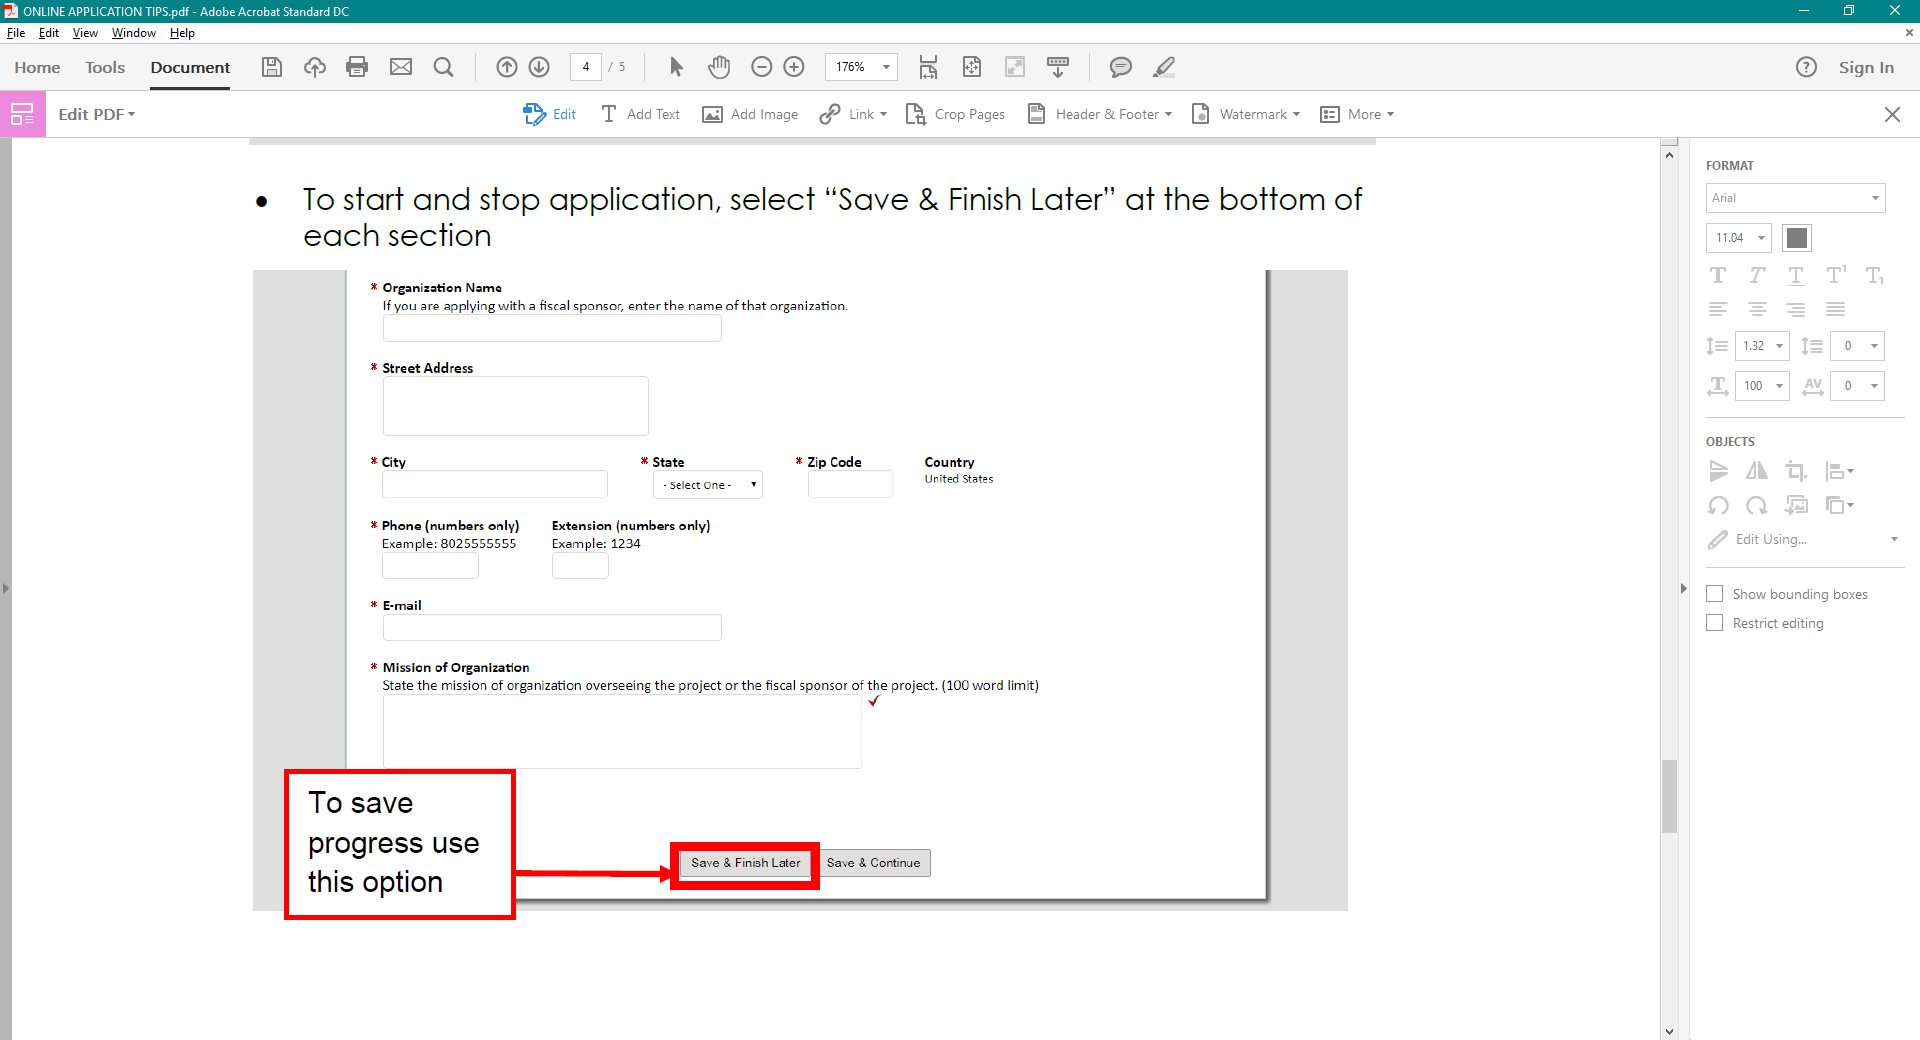 ONLINE APPLICATION TIPS.pdf - Adobe Acrobat Standard DC
File Edit View Window Help
Home Tools Document 4 / 5 176% Sign In
Edit PDF Edit Add Text Add Image Link Crop Pages Header & Footer Watermark More
• To start and stop application, select “Save & Finish Later” at the bottom of
each section
* Organization Name
If you are applying with a fiscal sponsor, enter the name of that organization.
* Street Address
* City * State * Zip Code Country
- Select One - United States
* Phone (numbers only) Extension (numbers only)
Example: 8025555555 Example: 1234
* E-mail
* Mission of Organization
State the mission of organization overseeing the project or the fiscal sponsor of the project. (100 word limit)
To save
progress use
this option
Save & Finish Later Save & Continue
FORMAT
Arial
11.04
T T T T1 T1
1.32 0
T 100 AV 0
OBJECTS
Edit Using...
Show bounding boxes
Restrict editing